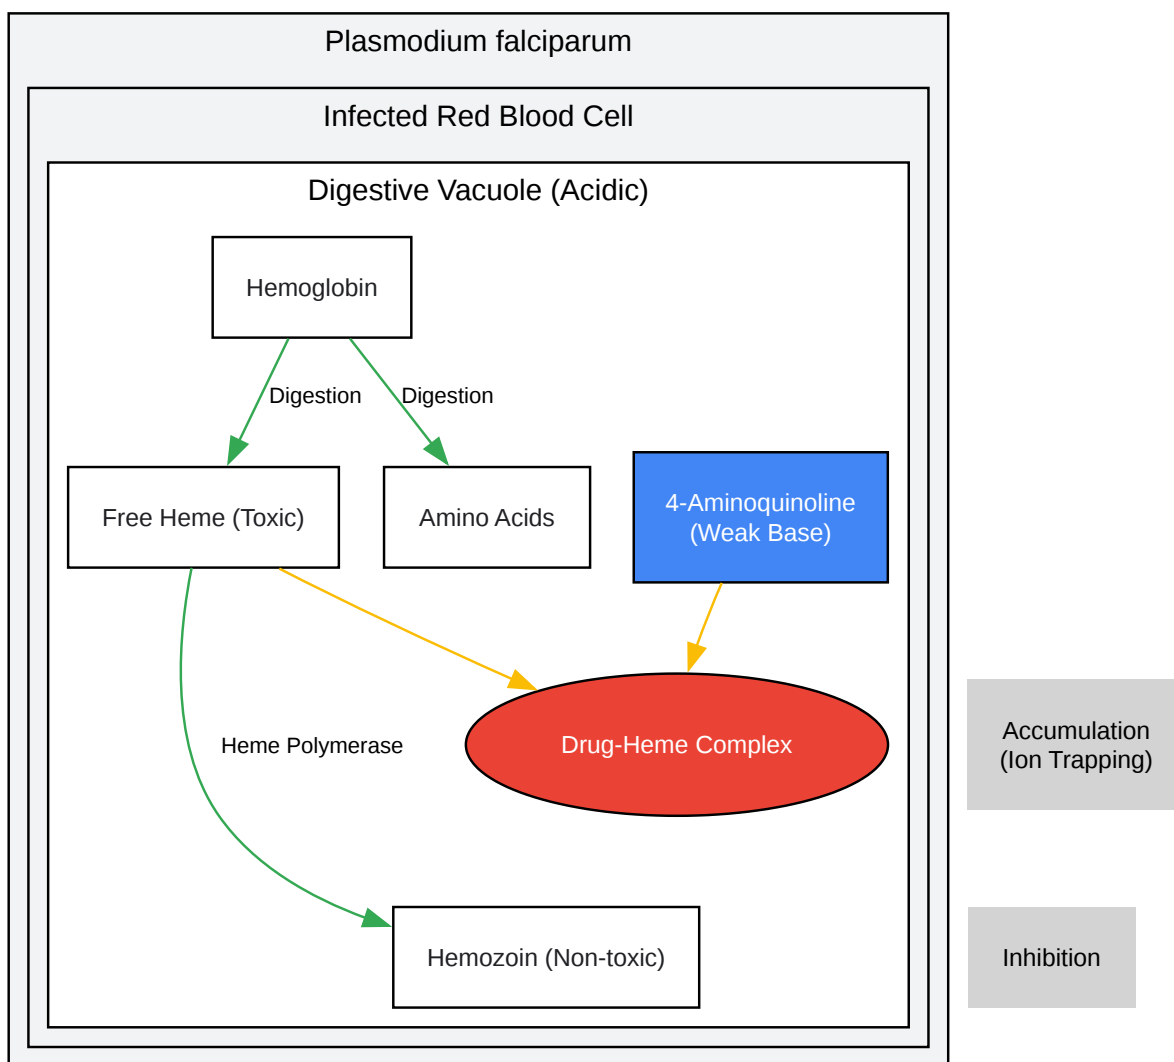 Plasmodium falciparum
Infected Red Blood Cell
Digestive Vacuole (Acidic)
Hemoglobin
Digestion
Digestion
Free Heme (Toxic)
Amino Acids
4-Aminoquinoline
(Weak Base)
Heme Polymerase
Drug-Heme Complex
Accumulation
(Ion Trapping)
Hemozoin (Non-toxic)
Inhibition